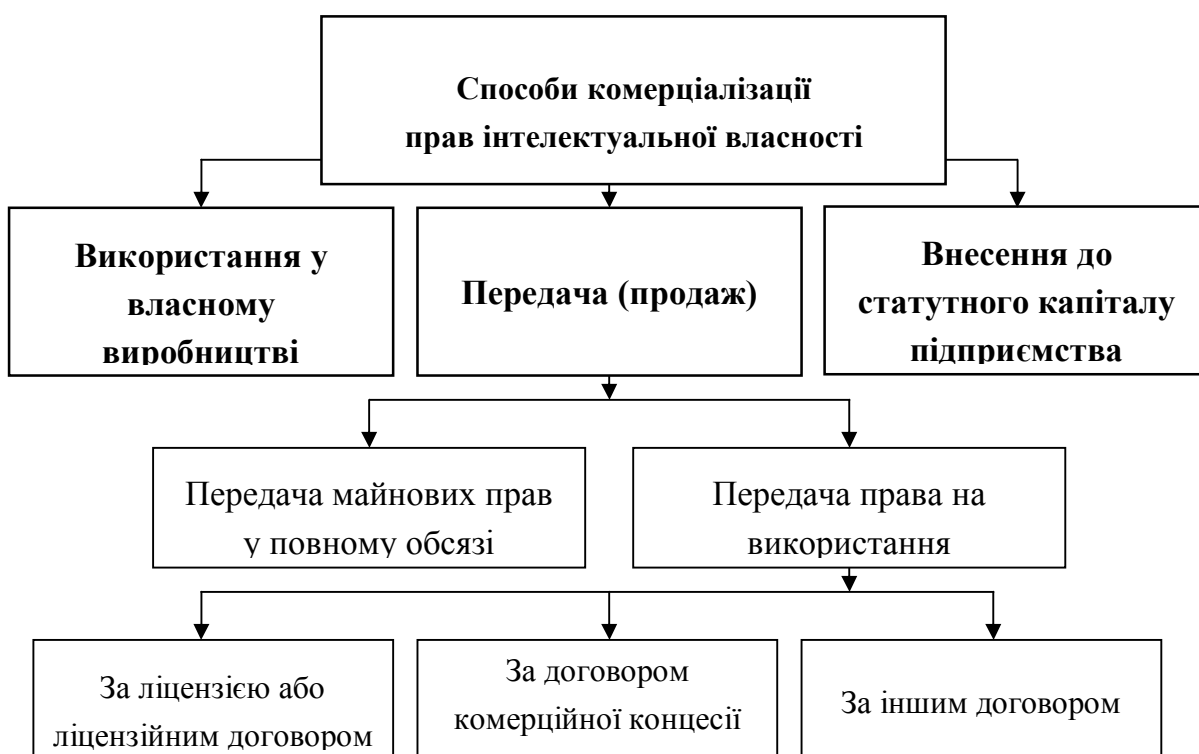 Способи комерціалізації
прав інтелектуальної власності
Використання у
власному
виробництві
Передача (продаж)
Внесення до
статутного капіталу
підприємства
Передача майнових прав
у повному обсязі
Передача права на
використання
За ліцензією або
ліцензійним договором
За договором
комерційної концесії
За іншим договором